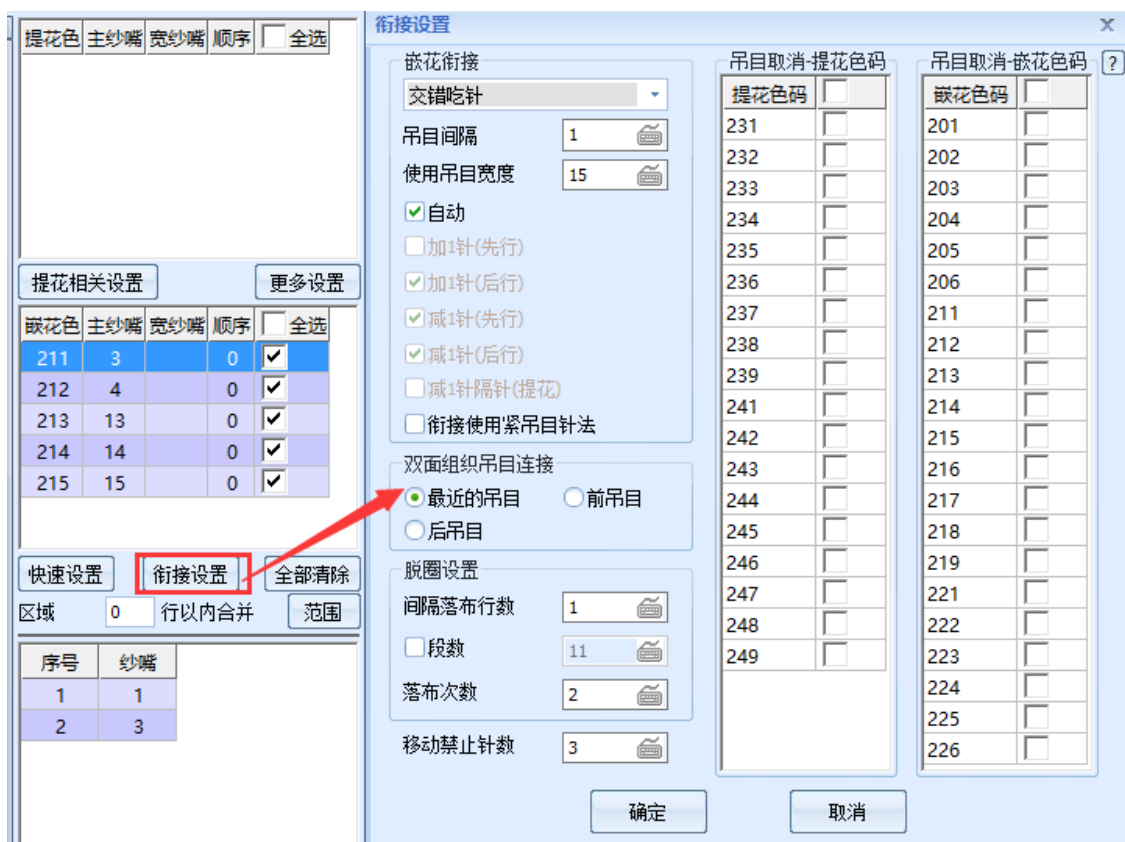 提花色 主纱嘴 宽纱嘴 顺序 全选
提花相关设置 更多设置
嵌花色 主纱嘴 宽纱嘴 顺序 全选
211 3 0
212 4 0
213 13 0
214 14 0
215 15 0
快速设置 衔接设置 全部清除
区域 0 行以内合并 范围
序号 纱嘴
1 1
2 3
衔接设置 x
嵌花衔接
交错吃针
吊目间隔 1
使用吊目宽度 15
自动
加1针(先行)
加1针(后行)
减1针(先行)
减1针(后行)
减1针隔针(提花)
衔接使用紧吊目针法
双面组织吊目连接
最近的吊目 前吊目
后吊目
脱圈设置
间隔落布行数 1
段数 11
落布次数 2
移动禁止针数 3
吊目取消-提花色码
提花色码
231
232
233
234
235
236
237
238
239
241
242
243
244
245
246
247
248
249
吊目取消-嵌花色码 ?
嵌花色码
201
202
203
204
205
206
211
212
213
214
215
216
217
218
219
221
222
223
224
225
226
确定 取消